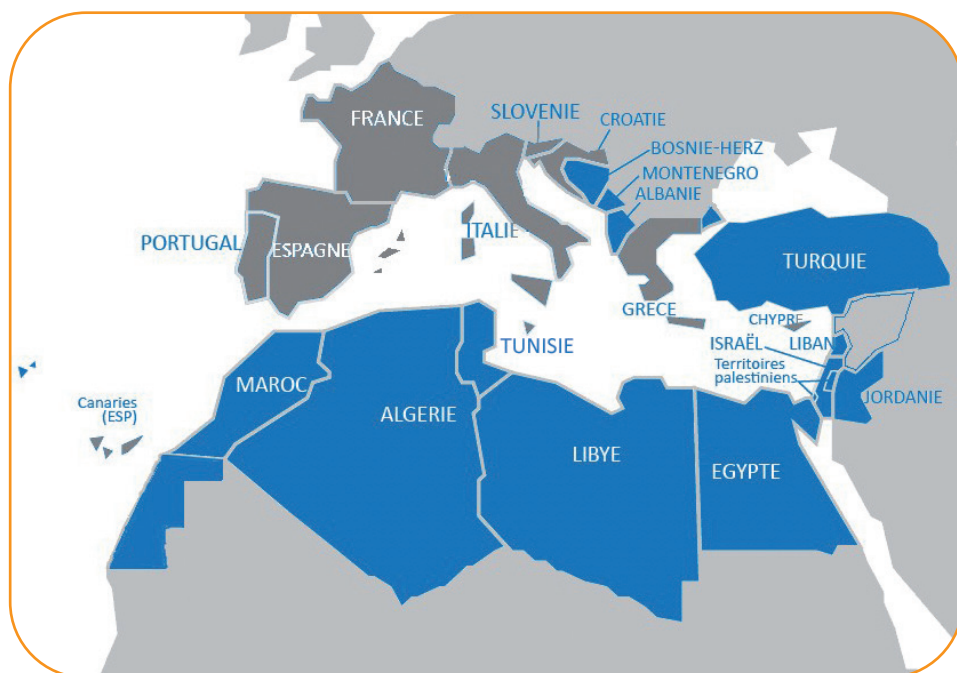 FRANCE
SLOVENIE
CROATIE
BOSNIE-HERZ
MONTENEGRO
ALBANIE
PORTUGAL
ESPAGNE
ITALIE
TURQUIE
GRECE
CHYPRE
TUNISIE
ISRAËL
LIBAN
Territoires
palestiniens
JORDANIE
MAROC
Canaries
(ESP)
ALGERIE
LIBYE
EGYPTE